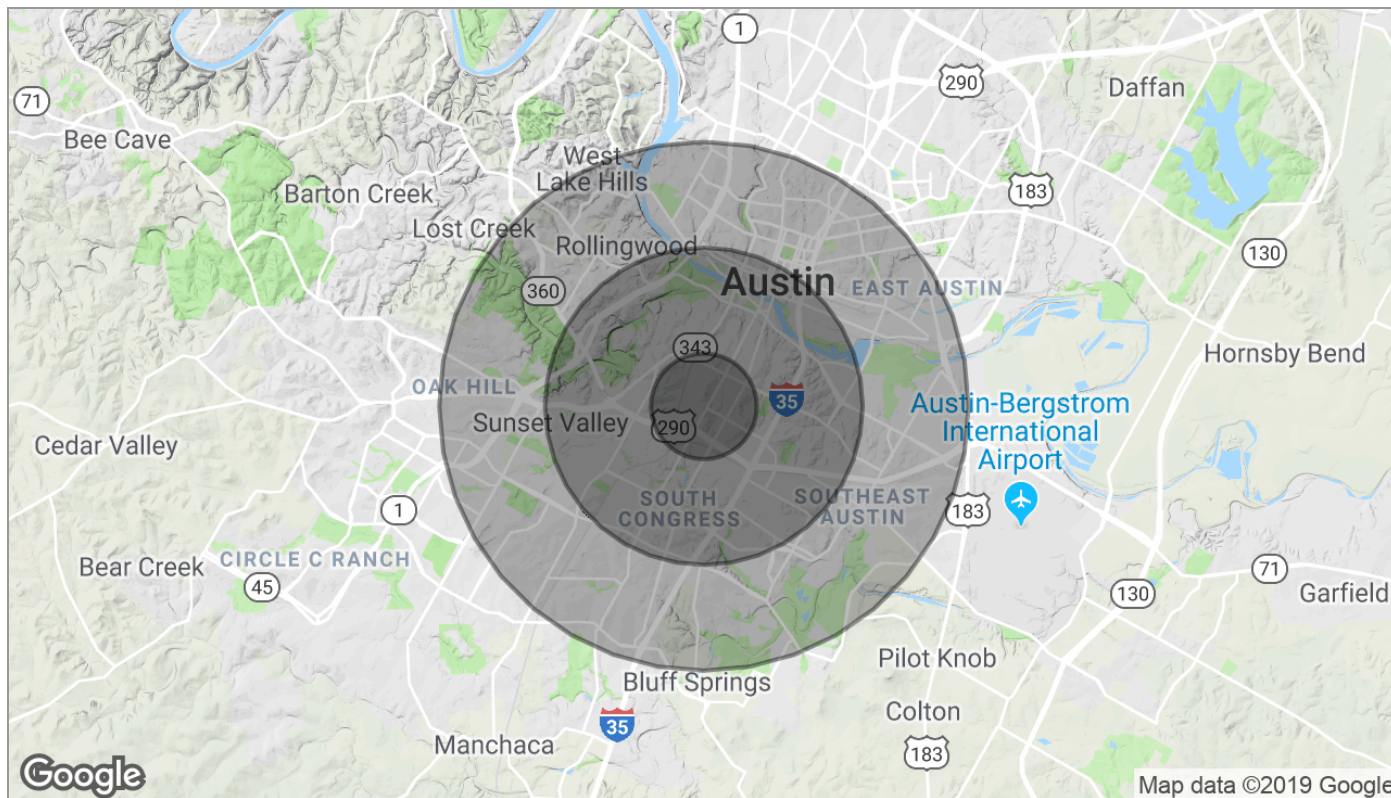 1
71
290
Daffan
Bee Cave
West
Lake Hills
183
Barton Creek
Lost Creek
Rollingwood
130
Austin
EAST AUSTIN
360
343
Hornsby Bend
OAK HILL
35
Austin-Bergstrom
International
Airport
Sunset Valley
290
Cedar Valley
SOUTH
CONGRESS
SOUTHEAST
AUSTIN
1
183
CIRCLE C RANCH
Bear Creek
45
71
130
Garfield
Pilot Knob
Bluff Springs
Colton
35
Manchaca
183
Google
Map data ©2019 Google